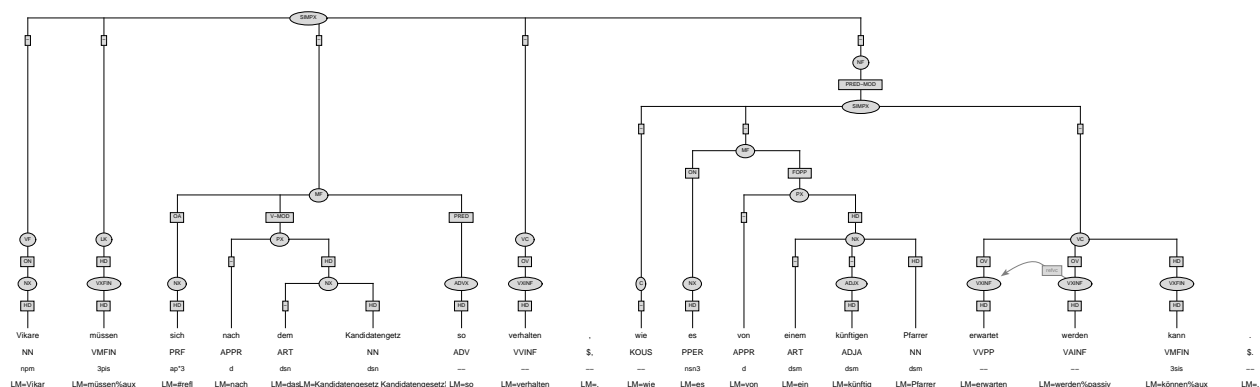 SIMPX
– – – – –
NF
PRED–MOD
SIMPX
– – –
MF
ON FOPP
MF PX
OA V–MOD PRED – HD
VF LK PX VC NX VC
ON HD – HD OV – – HD OV OV HD
refvc
NX VXFIN NX NX ADVX VXINF C NX ADJX VXINF VXINF VXFIN
HD HD HD – HD HD HD – HD HD HD HD HD
Vikare müssen sich nach dem Kandidatengetz so verhalten , wie es von einem künftigen Pfarrer erwartet werden kann .
NN VMFIN PRF APPR ART NN ADV VVINF $, KOUS PPER APPR ART ADJA NN VVPP VAINF VMFIN $.
npm 3pis ap*3 d dsn dsn –– –– –– –– nsn3 d dsm dsm dsm –– –– 3sis ––
LM=Vikar LM=müssen%aux LM=#refl LM=nach LM=das LM=Kandidatengesetz Kandidatengesetz LM=so LM=verhalten LM=, LM=wie LM=es LM=von LM=ein LM=künftig LM=Pfarrer LM=erwarten LM=werden%passiv LM=können%aux